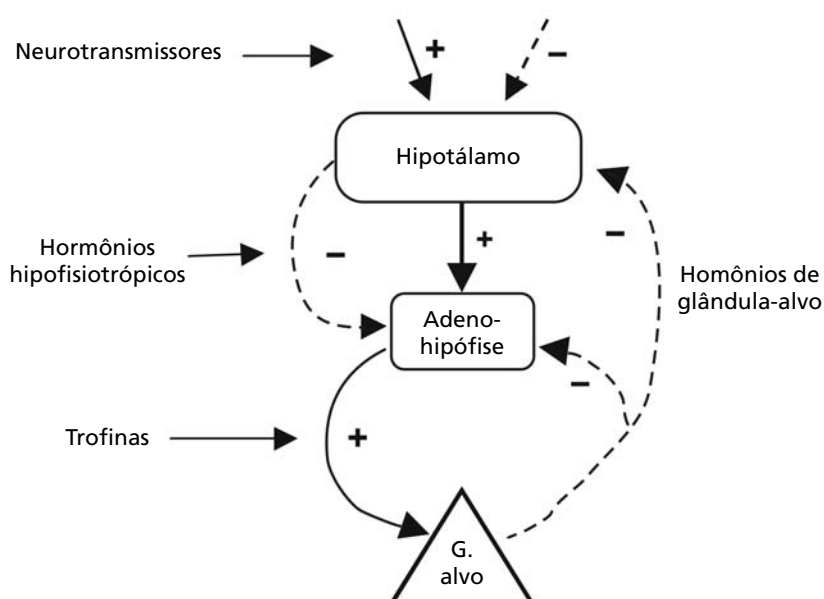 Neurotransmissores
+
−
Hipotálamo
Hormônios
hipofisiotrópicos
−
+
−
Homônios de
glândula-alvo
Adeno-
hipófise
−
Trofinas
+
G.
alvo